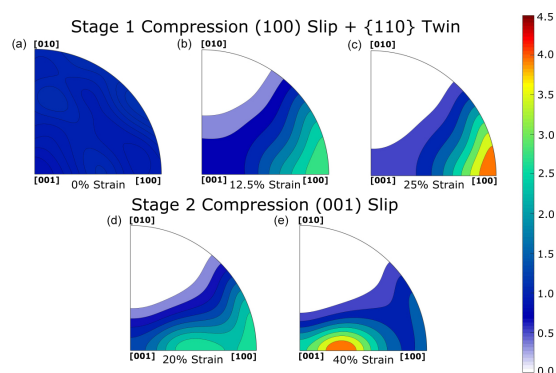 Stage 1 Compression (100) Slip + {110} Twin
(a) [010] (b) [010] (c) [010]
[001] 0% Strain [100] [001] 12.5% Strain [100] [001] 25% Strain [100]
Stage 2 Compression (001) Slip
(d) [010] (e) [010]
[001] 20% Strain [100] [001] 40% Strain [100]
4.5
4.0
3.5
3.0
2.5
2.0
1.5
1.0
0.5
0.0